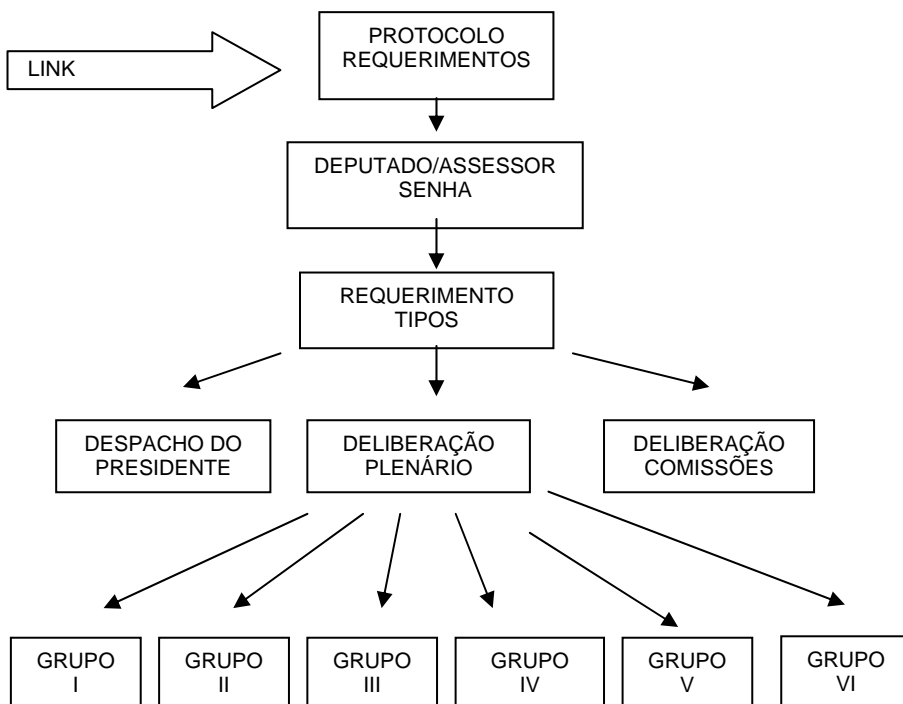 LINK
PROTOCOLO
REQUERIMENTOS
DEPUTADO/ASSESSOR
SENHA
REQUERIMENTO
TIPOS
DESPACHO DO
PRESIDENTE
DELIBERAÇÃO
PLENÁRIO
DELIBERAÇÃO
COMISSÕES
GRUPO
I
GRUPO
II
GRUPO
III
GRUPO
IV
GRUPO
V
GRUPO
VI